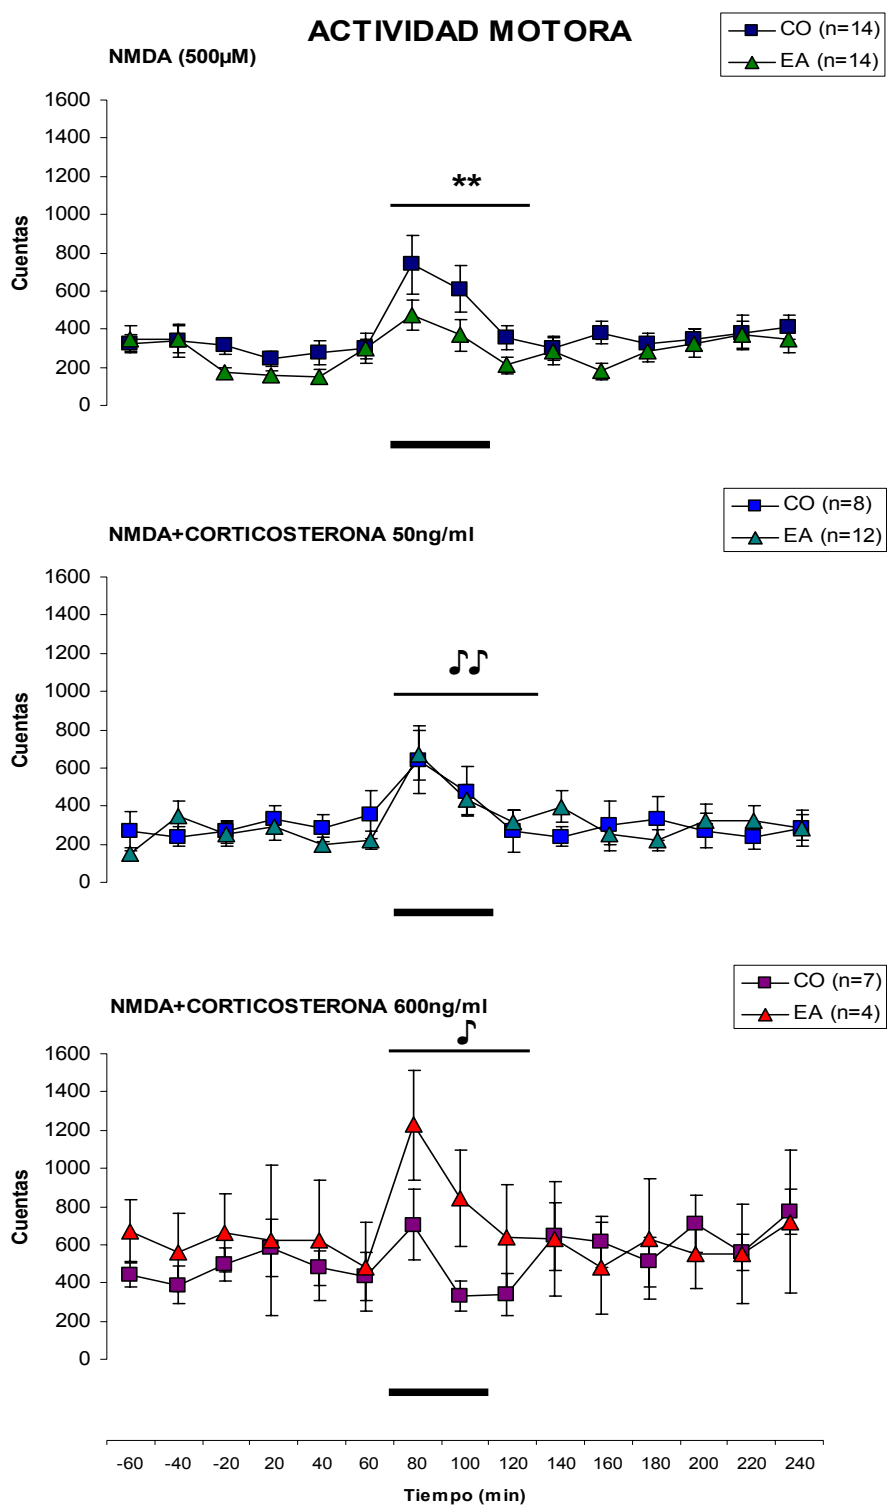 ACTIVIDAD MOTORA
NMDA (500µM)
CO (n=14)
EA (n=14)
1600
1400
1200
1000
800
600
400
200
0
Cuentas
**
NMDA+CORTICOSTERONA 50ng/ml
CO (n=8)
EA (n=12)
1600
1400
1200
1000
800
600
400
200
0
Cuentas
♪♪
NMDA+CORTICOSTERONA 600ng/ml
CO (n=7)
EA (n=4)
1600
1400
1200
1000
800
600
400
200
0
Cuentas
♪
-60 -40 -20 20 40 60 80 100 120 140 160 180 200 220 240
Tiempo (min)